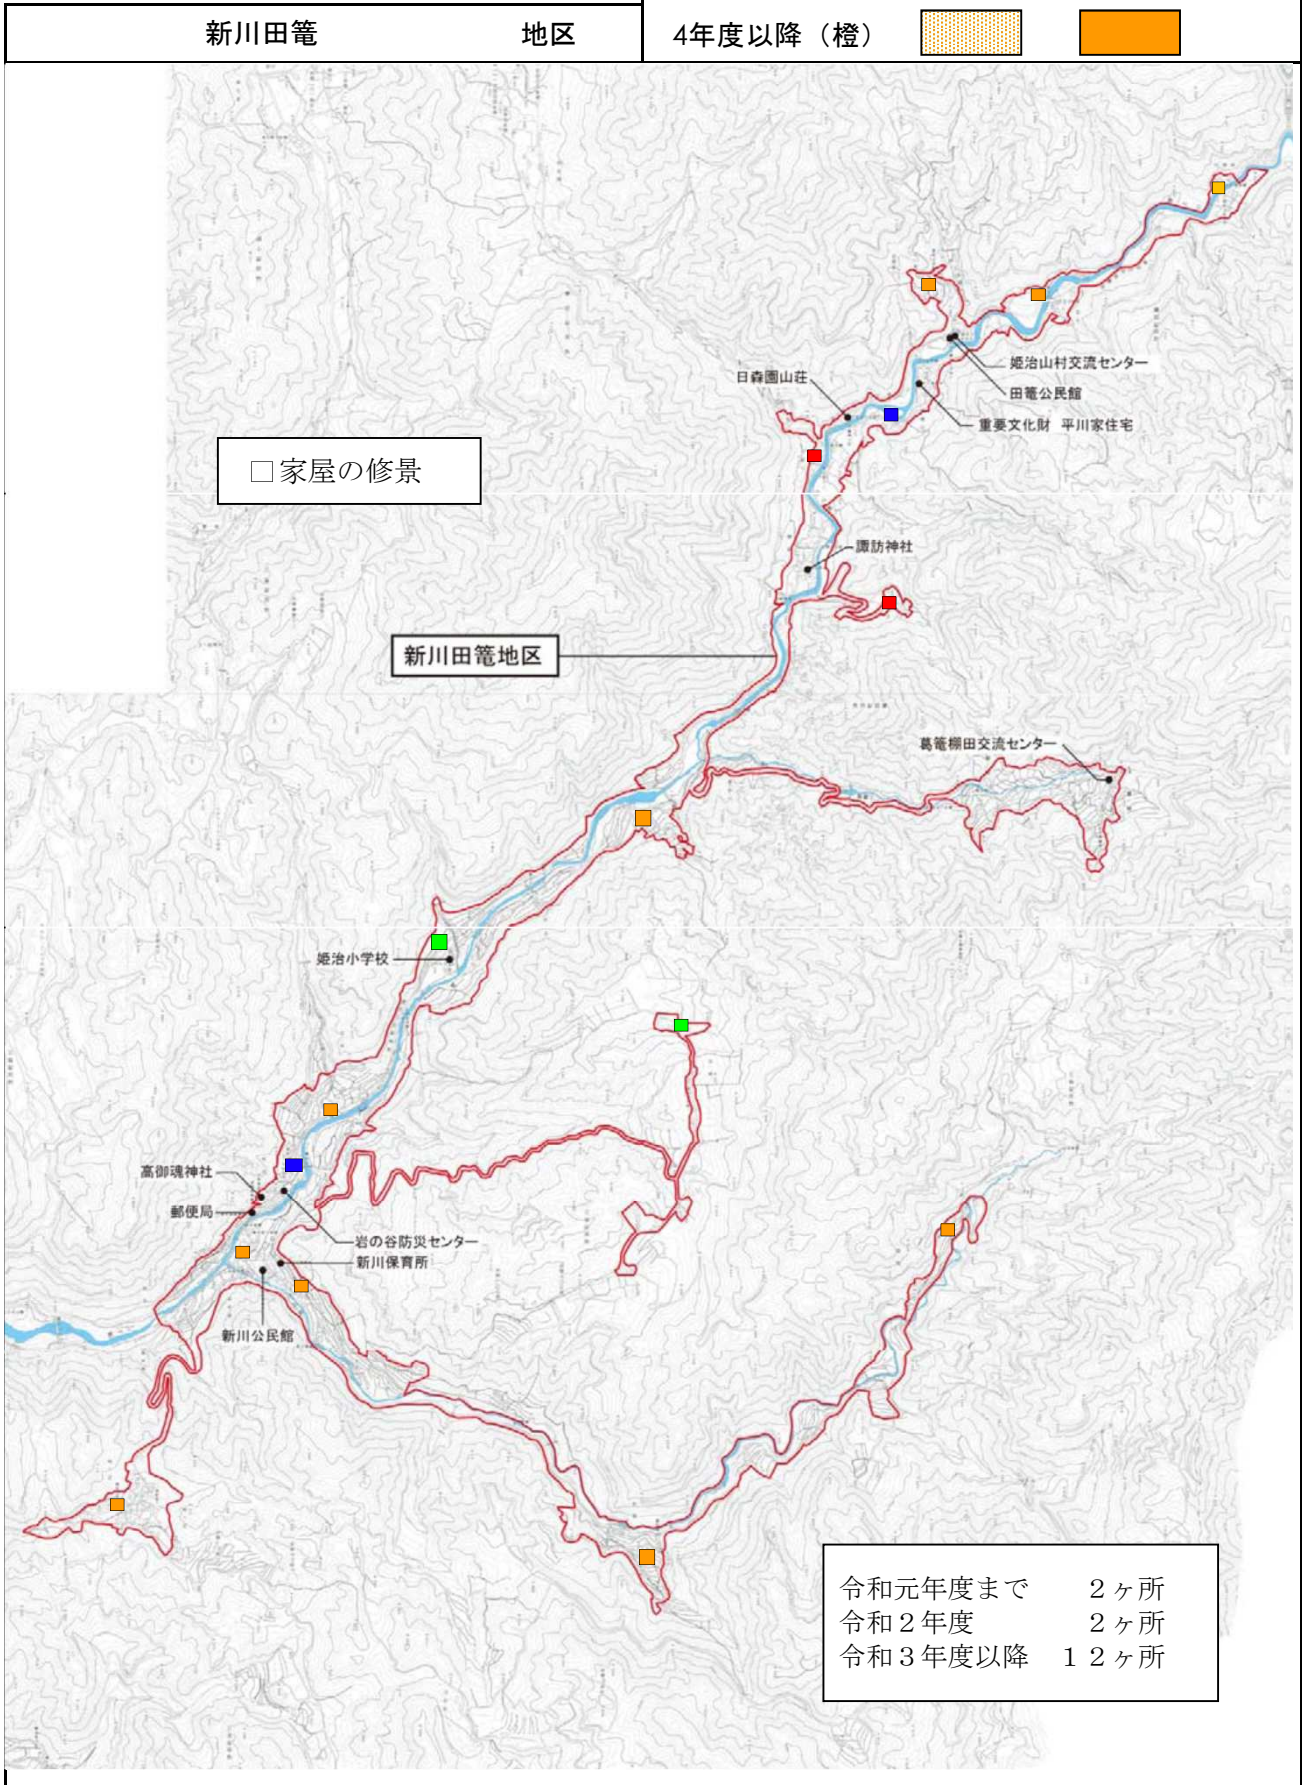 新川田篭 地区
4年度以降（橙）
姫治山村交流センター
日森園山荘
田篭公民館
重要文化財 平川家住宅
□家屋の修景
諏訪神社
新川田篭地区
葛篭棚田交流センター
姫治小学校
高御魂神社
郵便局
岩の谷防災センター
新川保育所
新川公民館
令和元年度まで ２ヶ所
令和２年度 ２ヶ所
令和３年度以降 １２ヶ所